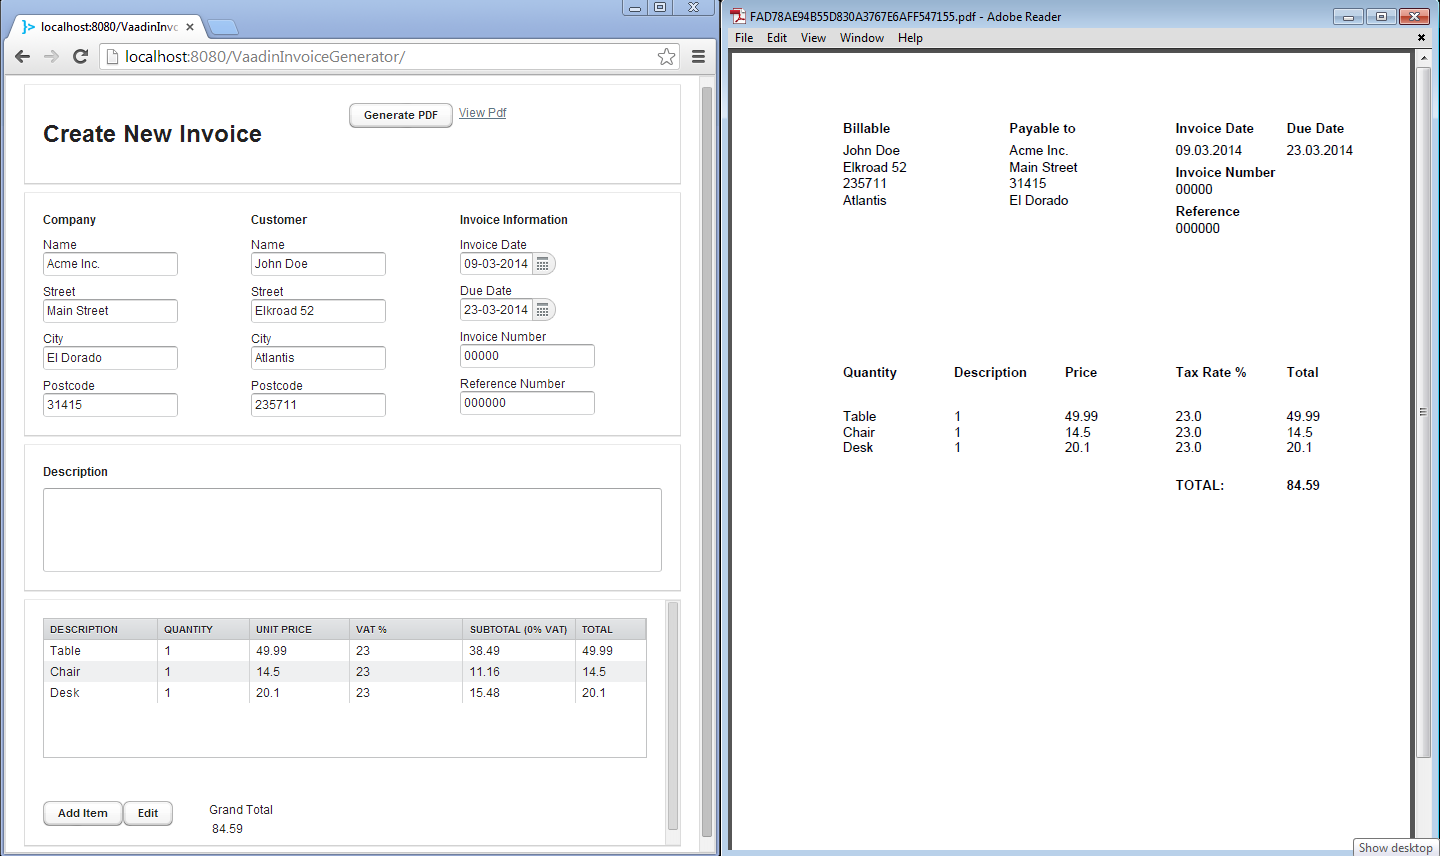 localhost:8080/VaadinInvo
localhost:8080/VaadinInvoiceGenerator/
Create New Invoice
Generate PDF
View Pdf
Company
Customer
Invoice Information
Name
Name
Invoice Date
Acme Inc.
John Doe
09-03-2014
Street
Street
Due Date
Main Street
Elkroad 52
23-03-2014
City
City
Invoice Number
El Dorado
Atlantis
00000
Postcode
Postcode
Reference Number
31415
235711
000000
Description
DESCRIPTION QUANTITY UNIT PRICE VAT % SUBTOTAL (0% VAT) TOTAL
Table 1 49.99 23 38.49 49.99
Chair 1 14.5 23 11.16 14.5
Desk 1 20.1 23 15.48 20.1
Add Item
Edit
Grand Total
84.59
FAD78AE94B55D830A3767E6AFF547155.pdf - Adobe Reader
File Edit View Window Help
Billable Payable to Invoice Date Due Date
John Doe Acme Inc. 09.03.2014 23.03.2014
Elkroad 52 Main Street Invoice Number
235711 31415 00000
Atlantis El Dorado Reference
000000
Quantity Description Price Tax Rate % Total
Table 1 49.99 23.0 49.99
Chair 1 14.5 23.0 14.5
Desk 1 20.1 23.0 20.1
TOTAL: 84.59
Show desktop